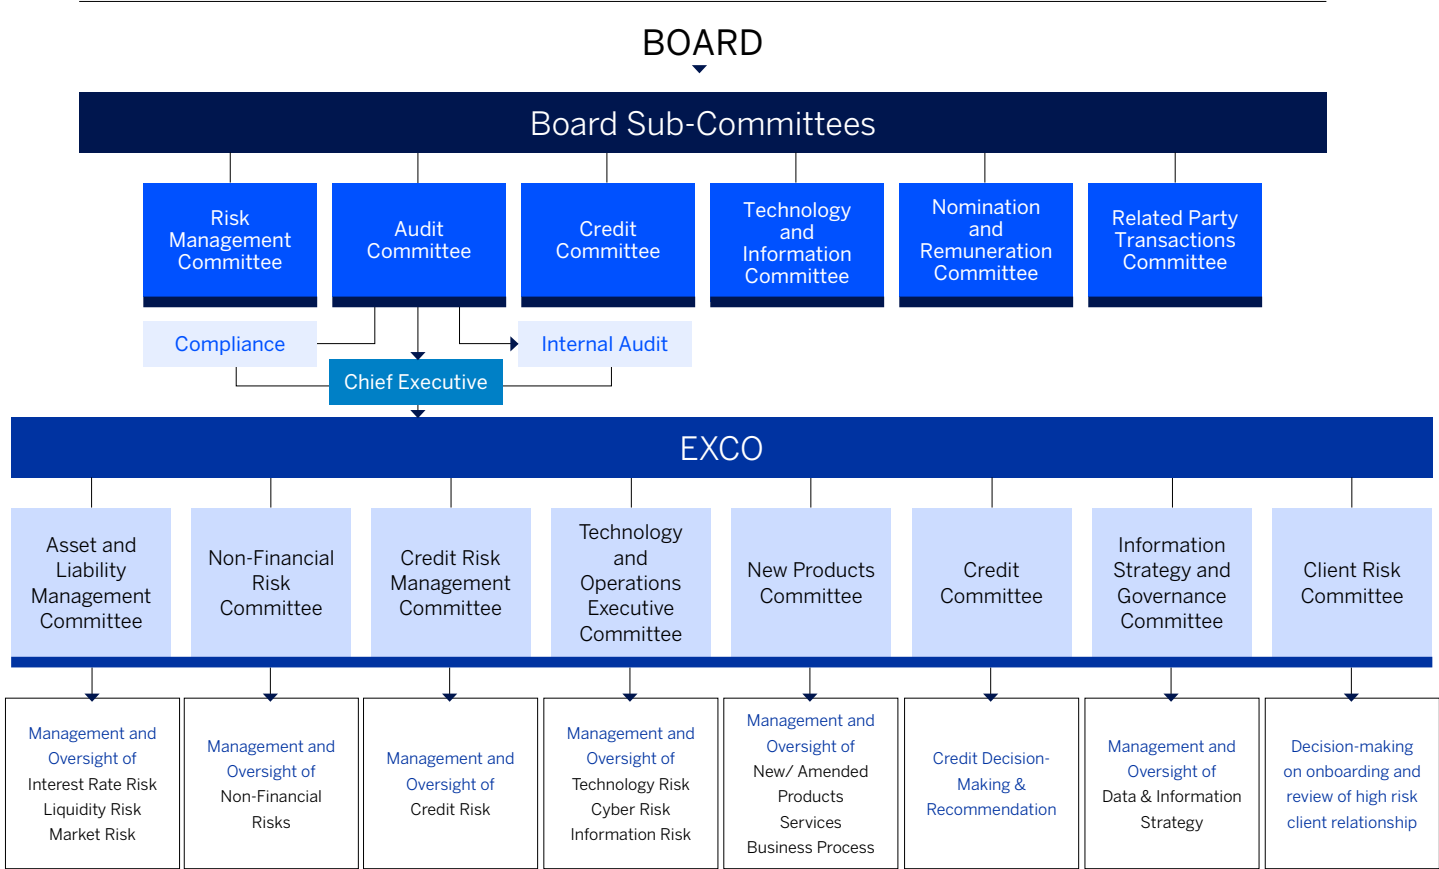 BOARD
Board Sub-Committees
Risk
Management
Committee
Audit
Committee
Credit
Committee
Technology
and
Information
Committee
Nomination
and
Remuneration
Committee
Related Party
Transactions
Committee
Compliance
Internal Audit
Chief Executive
EXCO
Asset and
Liability
Management
Committee
Non-Financial
Risk
Committee
Credit Risk
Management
Committee
Technology
and
Operations
Executive
Committee
New Products
Committee
Credit
Committee
Information
Strategy and
Governance
Committee
Client Risk
Committee
Management and
Oversight of
Interest Rate Risk
Liquidity Risk
Market Risk
Management and
Oversight of
Non-Financial
Risks
Management and
Oversight of
Credit Risk
Management and
Oversight of
Technology Risk
Cyber Risk
Information Risk
Management and
Oversight of
New/ Amended
Products
Services
Business Process
Credit Decision-
Making &
Recommendation
Management and
Oversight of
Data & Information
Strategy
Decision-making
on onboarding and
review of high risk
client relationship